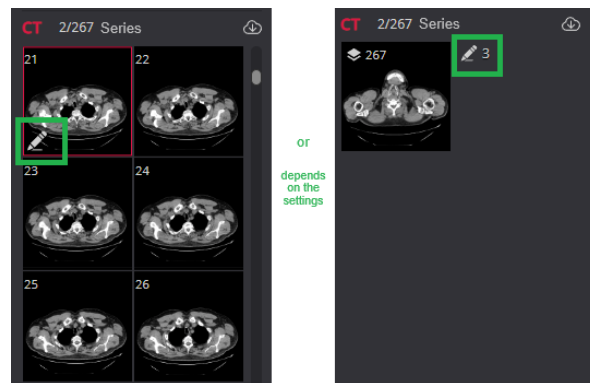 CT 2/267 Series
21 22
23 24
25 26
or
depends
on the
settings
CT 2/267 Series
267 3